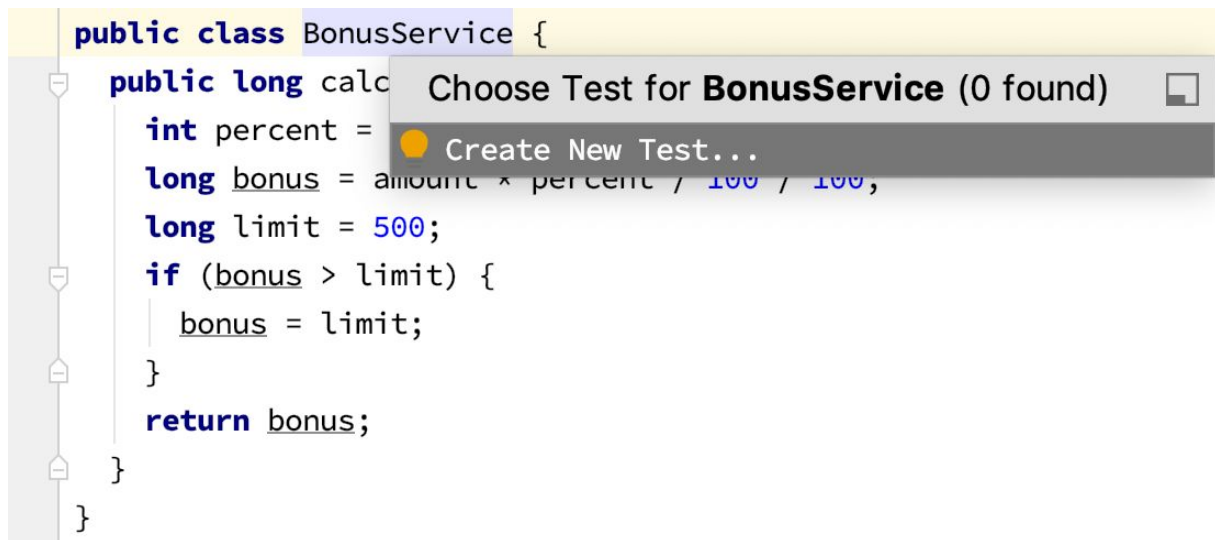 public class BonusService {
public long calc
Choose Test for BonusService (0 found)
int percent =
Create New Test...
long bonus = amount * percent / 100 / 100;
long limit = 500;
if (bonus > limit) {
bonus = limit;
}
return bonus;
}
}